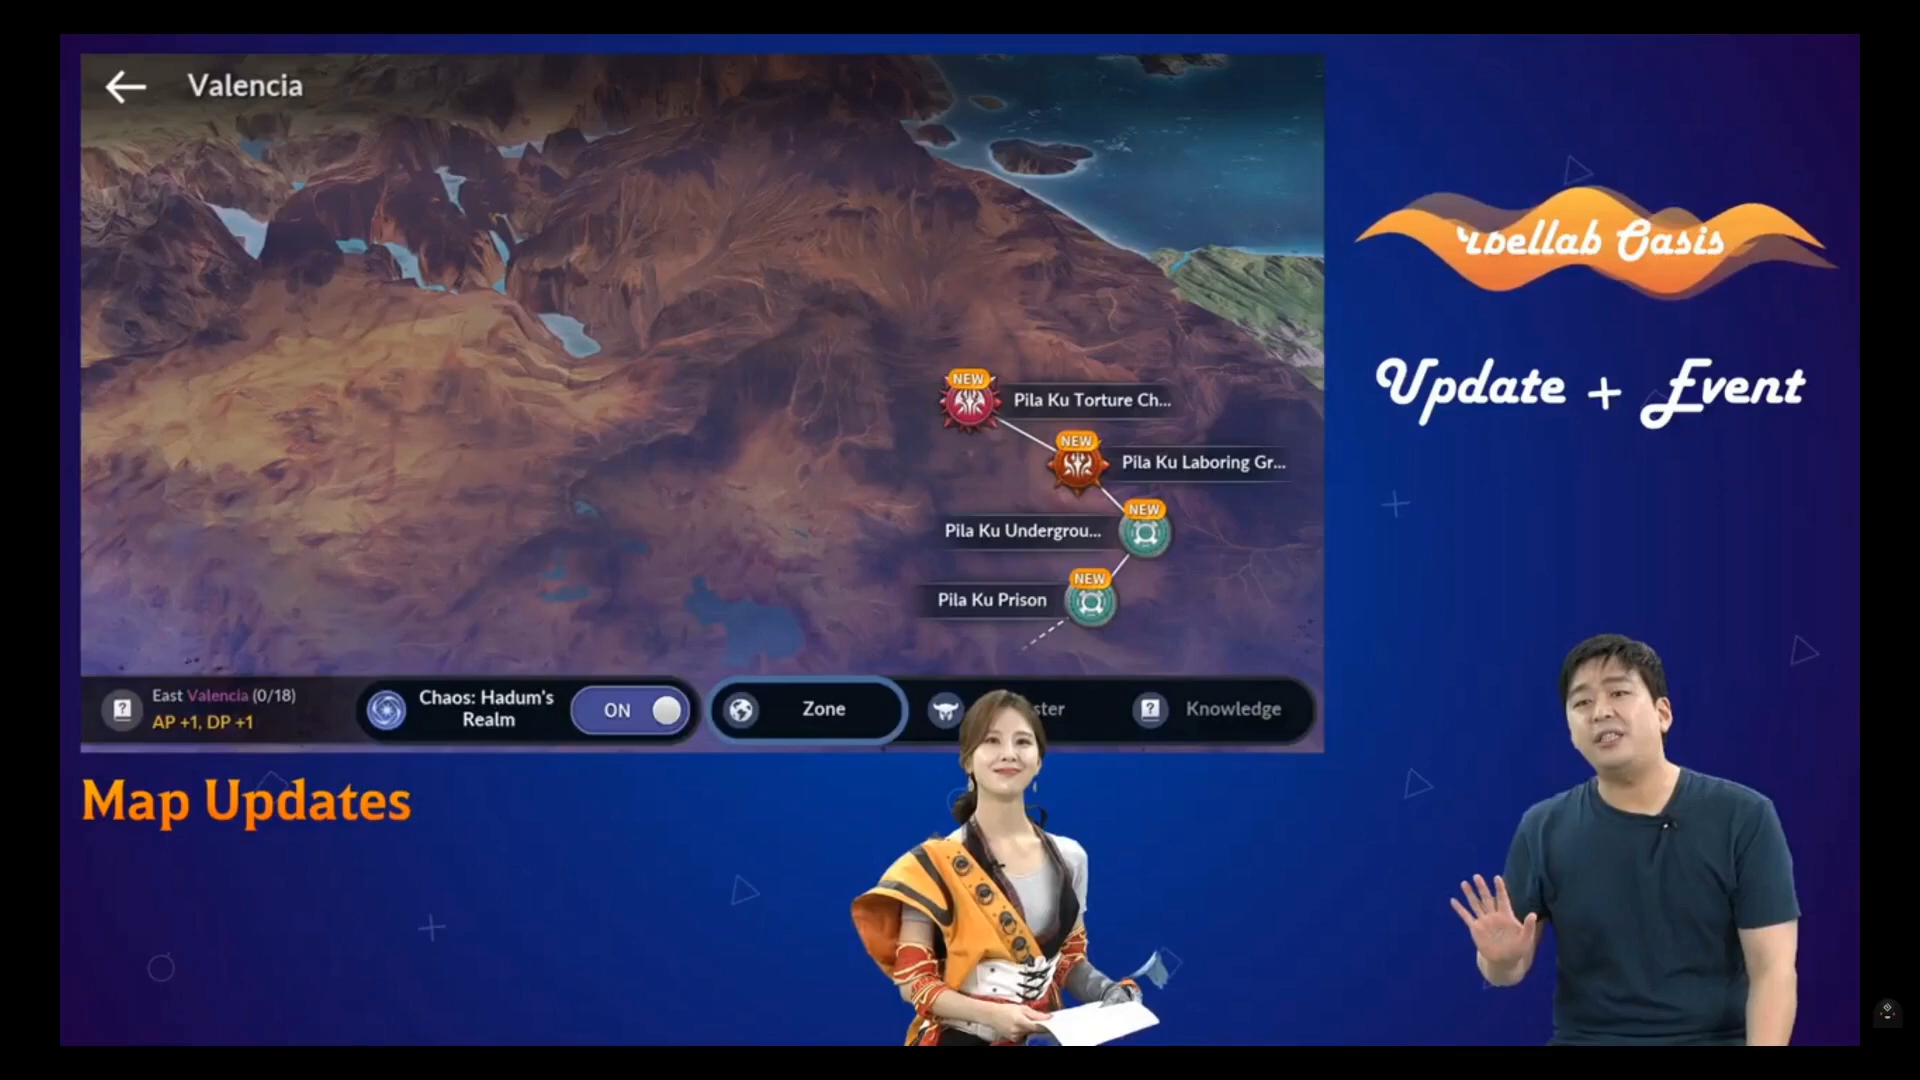 Valencia
Oasis
Update + Event
NEW
Pila Ku Torture Ch...
NEW
Pila Ku Laboring Gr...
NEW
Pila Ku Undergrou...
NEW
Pila Ku Prison
East Valencia (0/18)
AP +1, DP +1
Chaos: Hadum's
Realm
ON
Zone
Knowledge
Map Updates